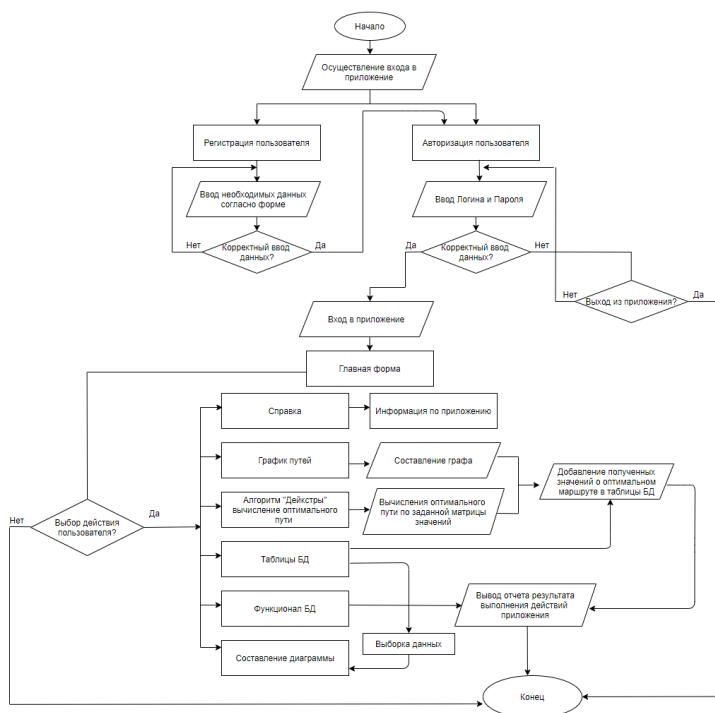 Начало
Осуществление входа в
приложение
Регистрация пользователя
Авторизация пользователя
Ввод необходимых данных
согласно форме
Ввод Логина и Пароля
Нет
Корректный ввод
данных?
Да
Да
Корректный ввод
данных?
Нет
Нет
Выход из приложения?
Да
Вход в приложение
Главная форма
Справка
Информация по приложению
График путей
Составление графа
Добавление полученных
значений о оптимальном
маршруте в таблицы БД
Алгоритм "Дейкстры"
вычисление оптимального
пути
Вычисления оптимального
пути по заданной матрицы
значений
Нет
Выбор действия
пользователя?
Да
Таблицы БД
Функционал БД
Вывод отчета результата
выполнения действий
приложения
Выборка данных
Составление диаграммы
Конец